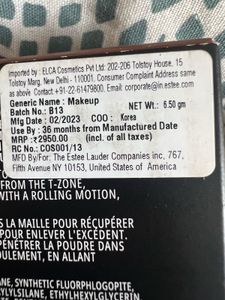 Imported by : ELCA Cosmetics Pvt Ltd. 202-206 Tolstoy House, 15
Tolstoy Marg, New Delhi - 110001. Consumer Complaint Address same
as above. Contact at +91-22-61479800. Email: in.estee.com
Generic Name : Makeup
Batch No. : B13 NET Wt. : 6.50 gm
Mfg Date : 02/2023 COO : Korea
Use By : 36 months from Manufactured Date
MRP : ₹2950.00 (incl. of all taxes)
RC No.: COS001/13
MFD By/For: The Estee Lauder Companies inc, 767,
Fifth Avenue NY 10153, United States of America
FROM THE T-ZONE,
WITH A ROLLING MOTION,
S LA MAILLE POUR RÉCUPÉRER
POUR EN ENLEVER L'EXCÉDENT.
PÉNÉTRER LA POUDRE DANS
OULEMENT, EN ALLANT
ANE, SYNTHETIC FLUORPHLOGOPITE,
RYLYLSILANE, ETHYLHEXYLGLYCERIN